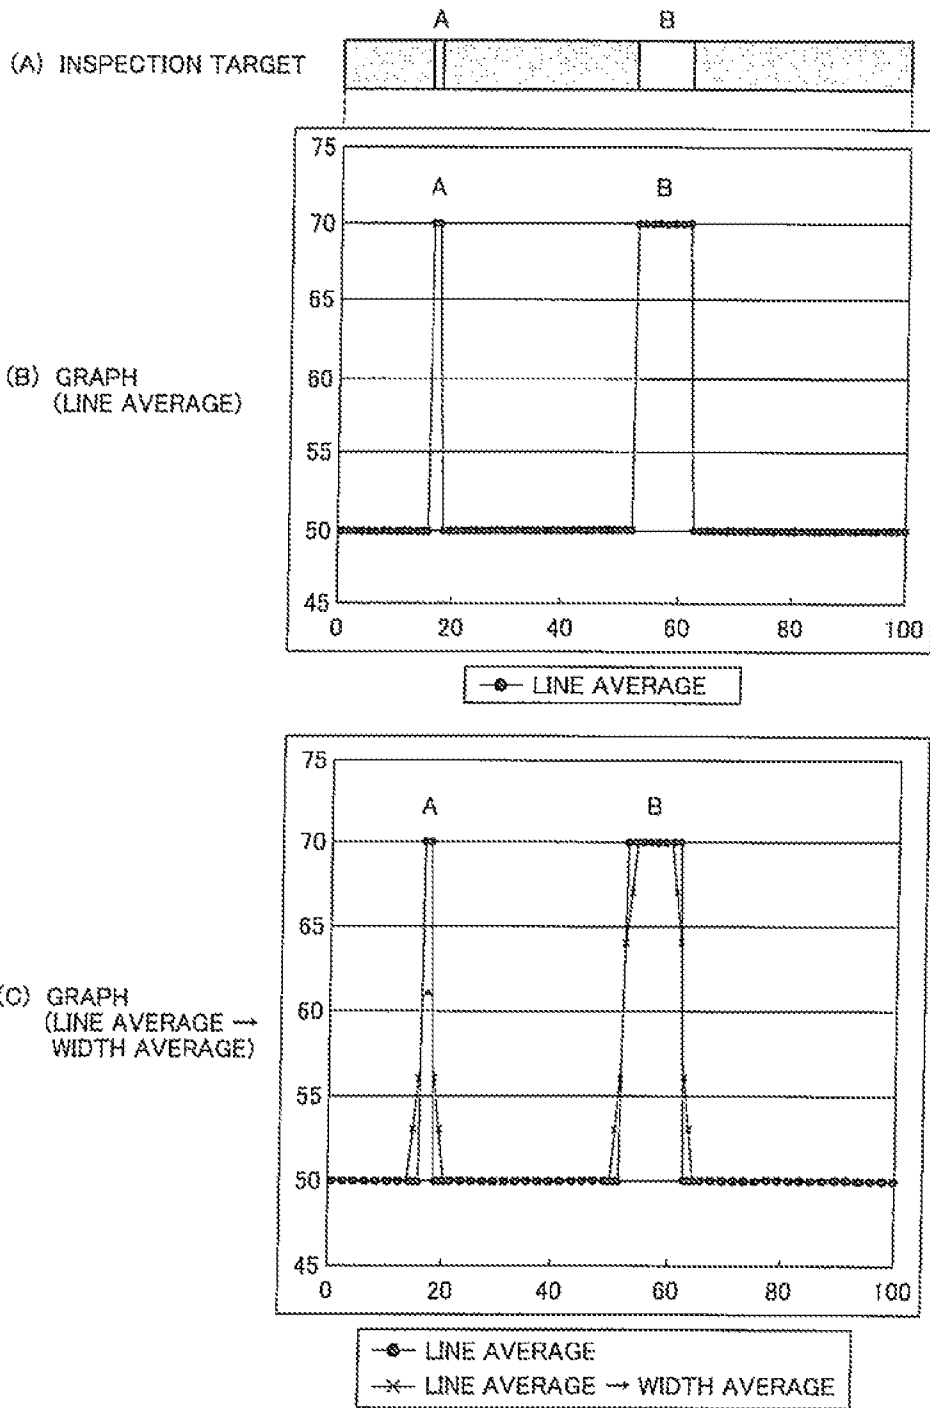 A B
(A) INSPECTION TARGET
75
A B
70
65
(B) GRAPH
(LINE AVERAGE)
60
55
50
45
0 20 40 60 80 100
LINE AVERAGE
75
A B
70
65
(C) GRAPH
(LINE AVERAGE →
WIDTH AVERAGE)
60
55
50
45
0 20 40 60 80 100
LINE AVERAGE
LINE AVERAGE → WIDTH AVERAGE